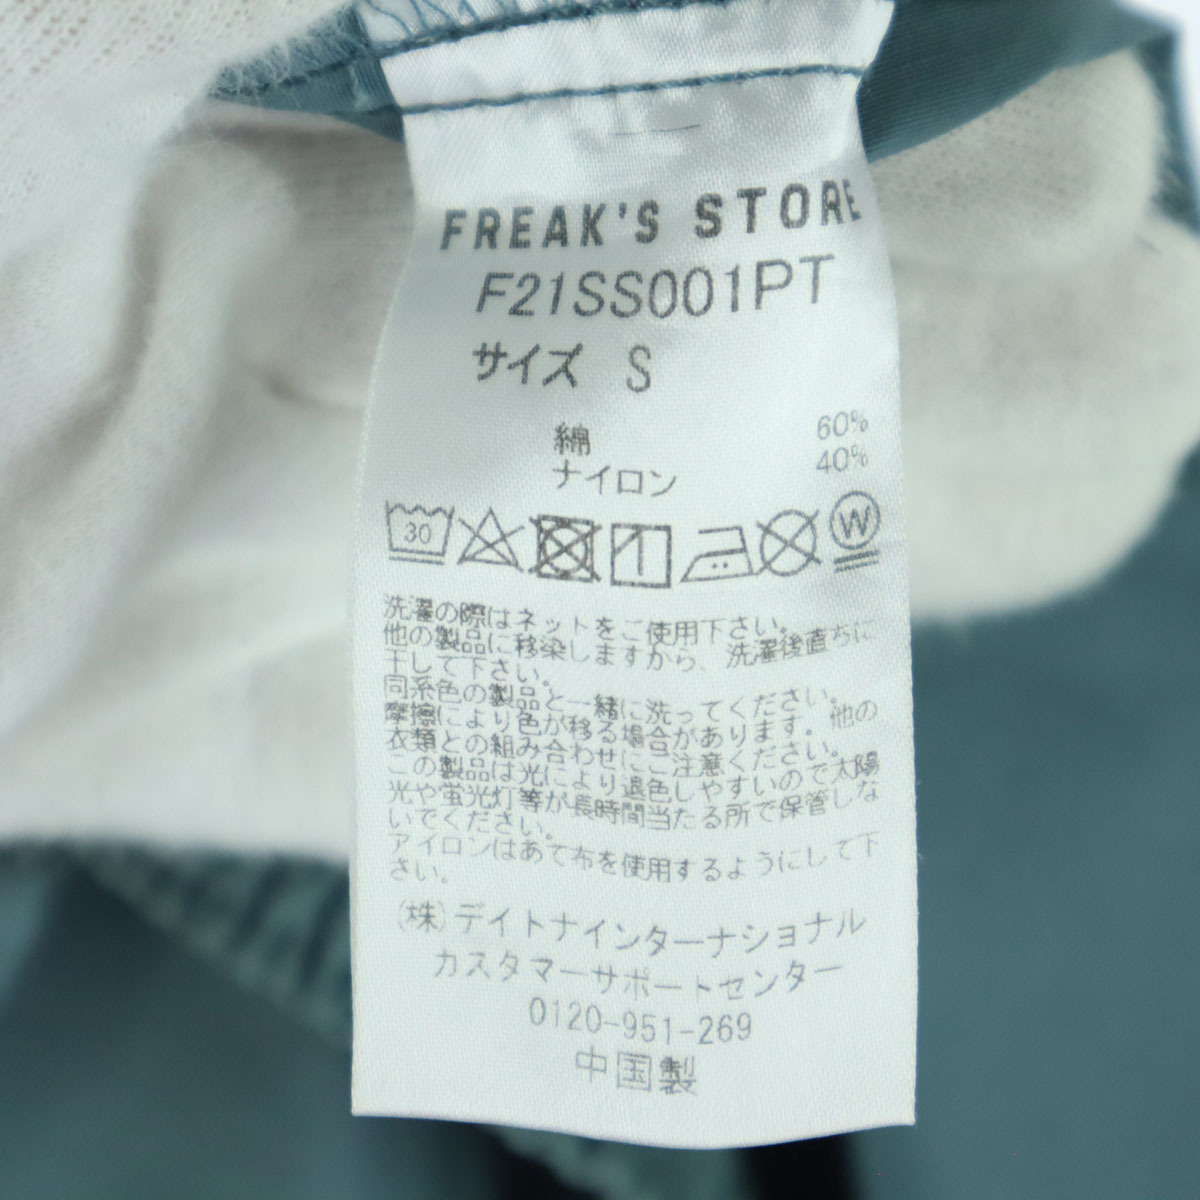 FREAK'S STORE
F21SS001PT
サイズ S
綿 60%
ナイロン 40%
30 W
洗濯の際はネットをご使用下さい。
他の製品に移染しますから、洗濯後直ちに
干して下さい。
同系色の製品と一緒に洗ってください。
摩擦により色が移る場合があります。他の
衣類との組み合わせにご注意ください。
この製品は光により退色しやすいので太陽
光や蛍光灯等が長時間当たる所で保管しな
いでください。
アイロンはあて布を使用するようにして下
さい。
(株)デイトナインターナショナル
カスタマーサポートセンター
0120-951-269
中国製